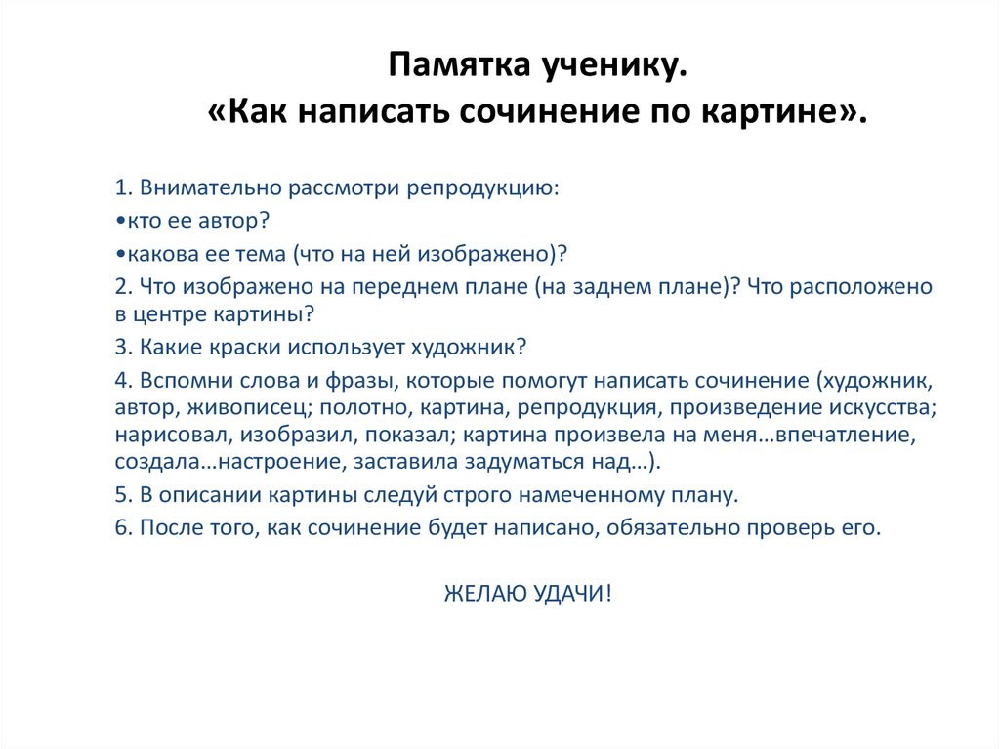 Памятка ученику.
«Как написать сочинение по картине».
1. Внимательно рассмотри репродукцию:
•кто ее автор?
•какова ее тема (что на ней изображено)?
2. Что изображено на переднем плане (на заднем плане)? Что расположено
в центре картины?
3. Какие краски использует художник?
4. Вспомни слова и фразы, которые помогут написать сочинение (художник,
автор, живописец; полотно, картина, репродукция, произведение искусства;
нарисовал, изобразил, показал; картина произвела на меня…впечатление,
создала…настроение, заставила задуматься над…).
5. В описании картины следуй строго намеченному плану.
6. После того, как сочинение будет написано, обязательно проверь его.
ЖЕЛАЮ УДАЧИ!